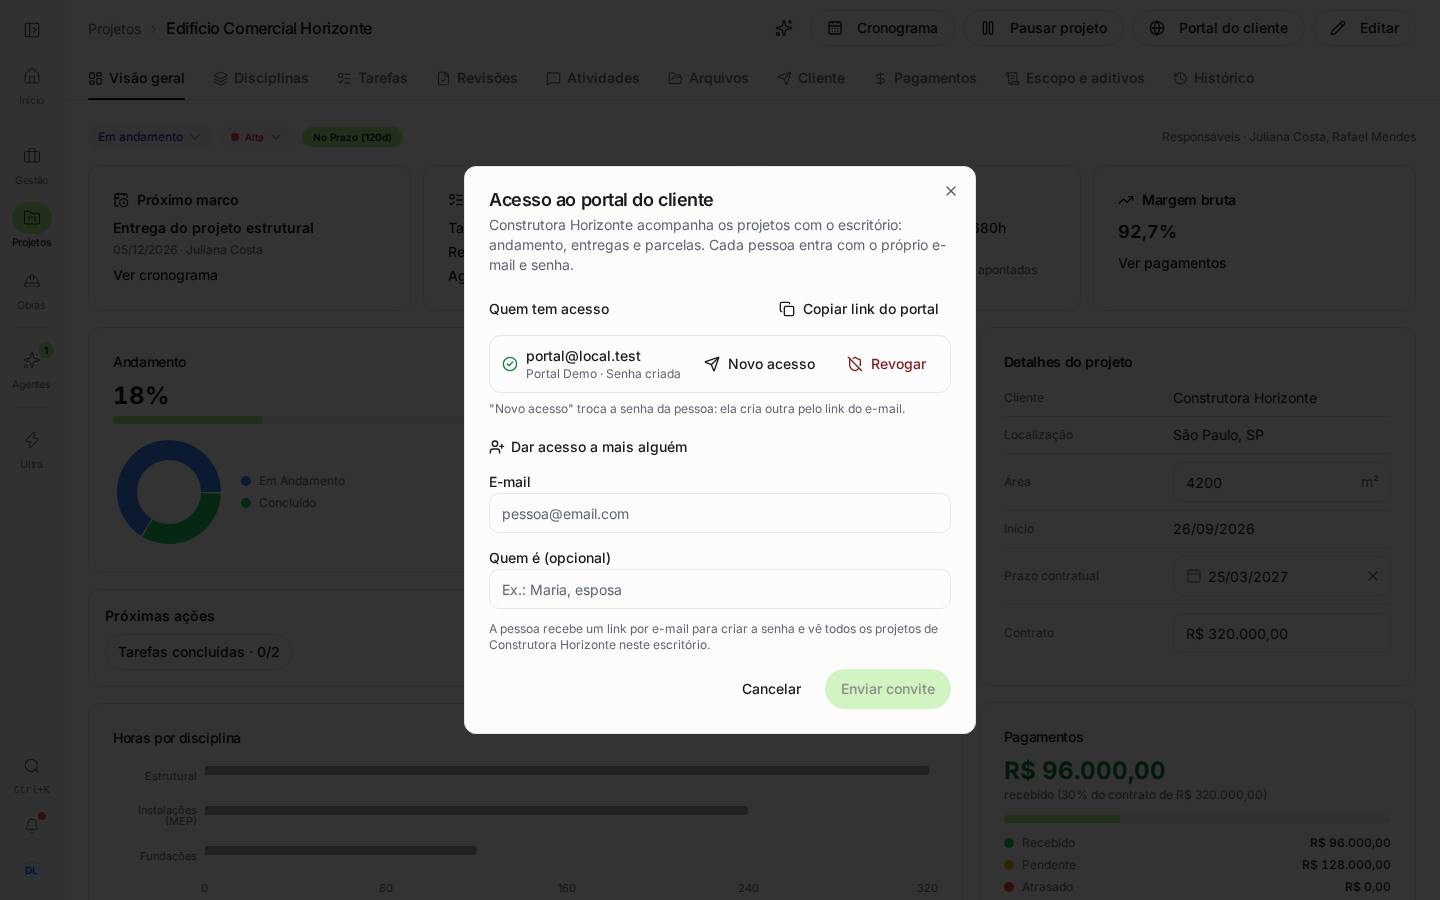 Projetos
Edifício Comercial Horizonte
Cronograma
Pausar projeto
Portal do cliente
Editar
Visão geral
Disciplinas
Tarefas
Revisões
Atividades
Arquivos
Cliente
Pagamentos
Escopo e aditivos
Histórico
Início
Gestão
Projetos
Obras
1
Agentes
Ultra
Ctrl+K
DL
Em andamento
Alta
No Prazo (120d)
Responsáveis · Juliana Costa, Rafael Mendes
Próximo marco
Entrega do projeto estrutural
05/12/2026 · Juliana Costa
Ver cronograma
Margem bruta
92,7%
Ver pagamentos
apontadas
Acesso ao portal do cliente
Construtora Horizonte acompanha os projetos com o escritório:
andamento, entregas e parcelas. Cada pessoa entra com o próprio e-
mail e senha.
Quem tem acesso
Copiar link do portal
portal@local.test
Portal Demo · Senha criada
Novo acesso
Revogar
"Novo acesso" troca a senha da pessoa: ela cria outra pelo link do e-mail.
Dar acesso a mais alguém
E-mail
pessoa@email.com
Quem é (opcional)
Ex.: Maria, esposa
A pessoa recebe um link por e-mail para criar a senha e vê todos os projetos de
Construtora Horizonte neste escritório.
Cancelar
Enviar convite
Andamento
18%
Em Andamento
Concluído
Próximas ações
Tarefas concluídas · 0/2
Horas por disciplina
Estrutural
Instalações
(MEP)
Fundações
0
80
160
240
320
Detalhes do projeto
Cliente
Construtora Horizonte
Localização
São Paulo, SP
Área
4200
m²
Início
26/09/2026
Prazo contratual
25/03/2027
Contrato
R$ 320.000,00
Pagamentos
R$ 96.000,00
recebido (30% do contrato de R$ 320.000,00)
Recebido
R$ 96.000,00
Pendente
R$ 128.000,00
Atrasado
R$ 0,00